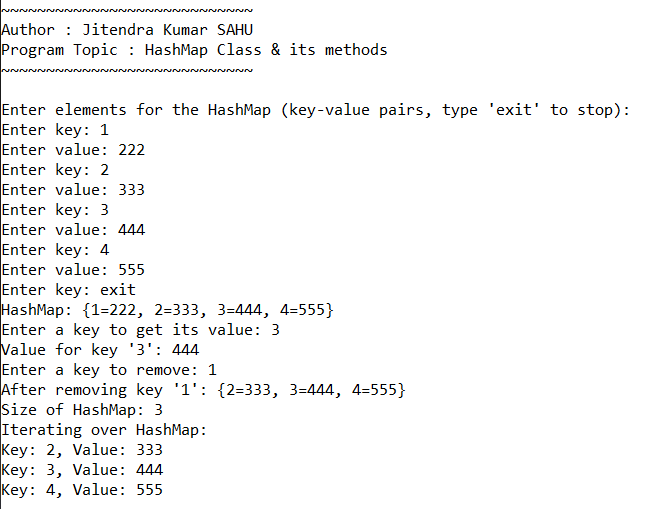 ~~~~~~~~~~~~~~~~~~~~~~~~~~~~
Author : Jitendra Kumar SAHU
Program Topic : HashMap Class & its methods
~~~~~~~~~~~~~~~~~~~~~~~~~~~~
Enter elements for the HashMap (key-value pairs, type 'exit' to stop):
Enter key: 1
Enter value: 222
Enter key: 2
Enter value: 333
Enter key: 3
Enter value: 444
Enter key: 4
Enter value: 555
Enter key: exit
HashMap: {1=222, 2=333, 3=444, 4=555}
Enter a key to get its value: 3
Value for key '3': 444
Enter a key to remove: 1
After removing key '1': {2=333, 3=444, 4=555}
Size of HashMap: 3
Iterating over HashMap:
Key: 2, Value: 333
Key: 3, Value: 444
Key: 4, Value: 555